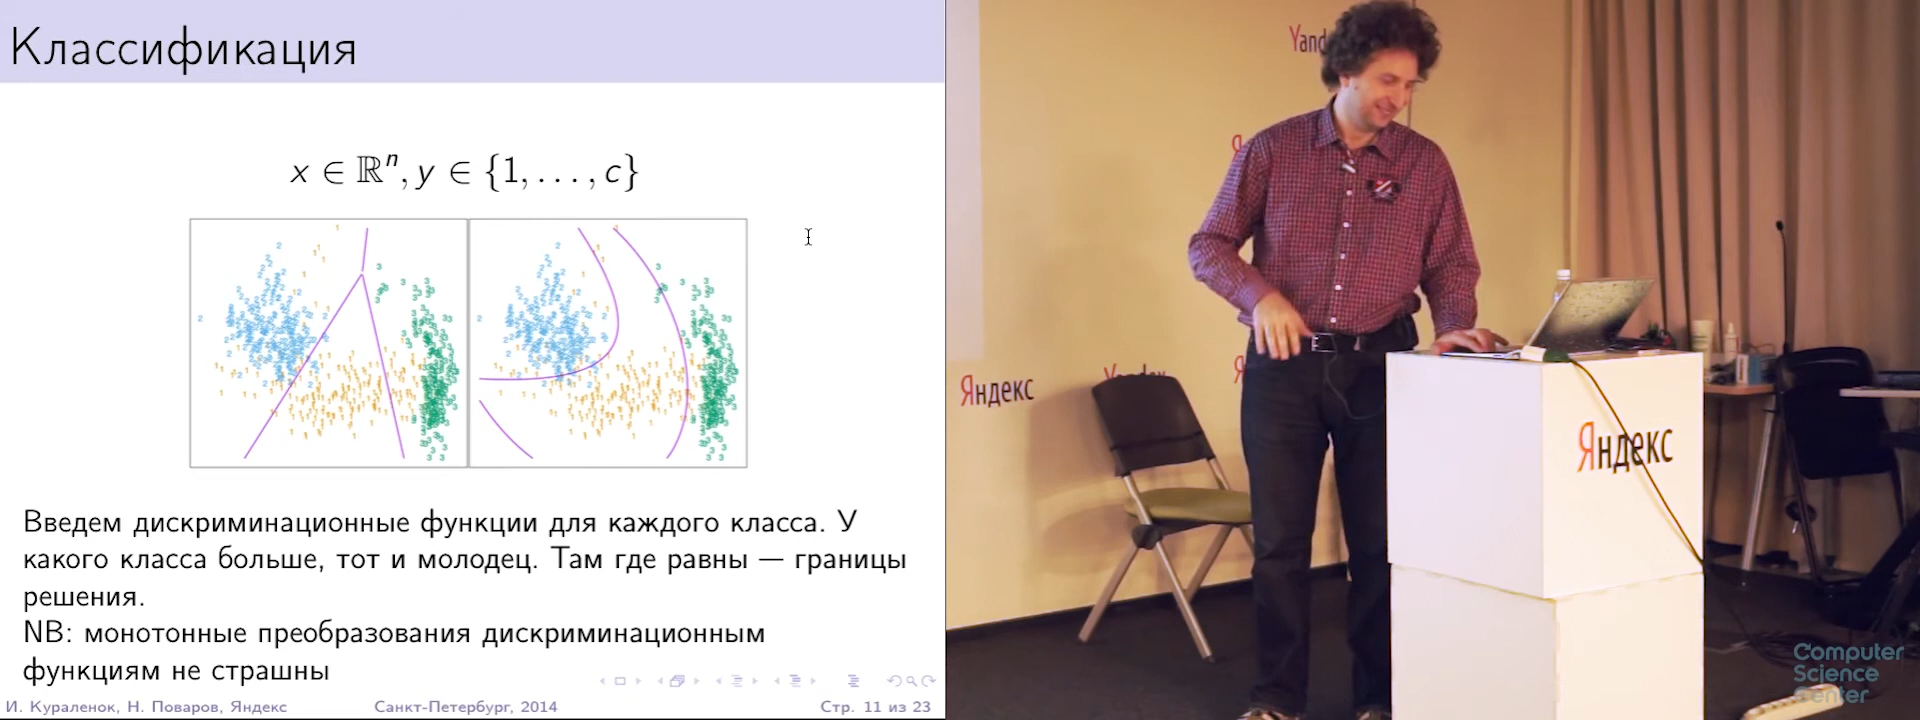 Классификация
x ∈ ℝⁿ, y ∈ {1, . . . , c}
Введем дискриминационные функции для каждого класса. У
какого класса больше, тот и молодец. Там где равны — границы
решения.
NB: монотонные преобразования дискриминационным
функциям не страшны
И. Кураленок, Н. Поваров, Яндекс
Санкт-Петербург, 2014
Стр. 11 из 23
Яндекс
Яндекс
Computer
Science
Center